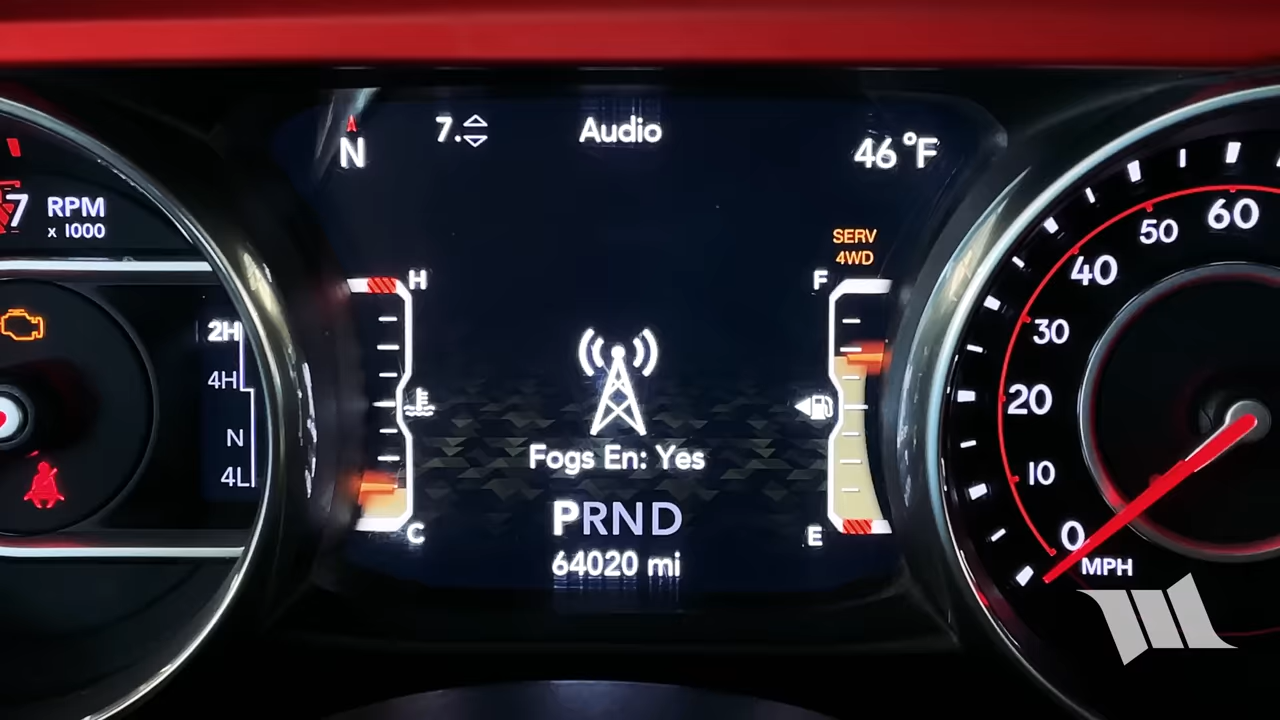 N
7.
Audio
46°F
7
RPM
x 1000
SERV
4WD
H
F
2H
4H
N
4L
Fogs En: Yes
PRND
64020 mi
C
E
60
50
40
30
20
10
0
MPH